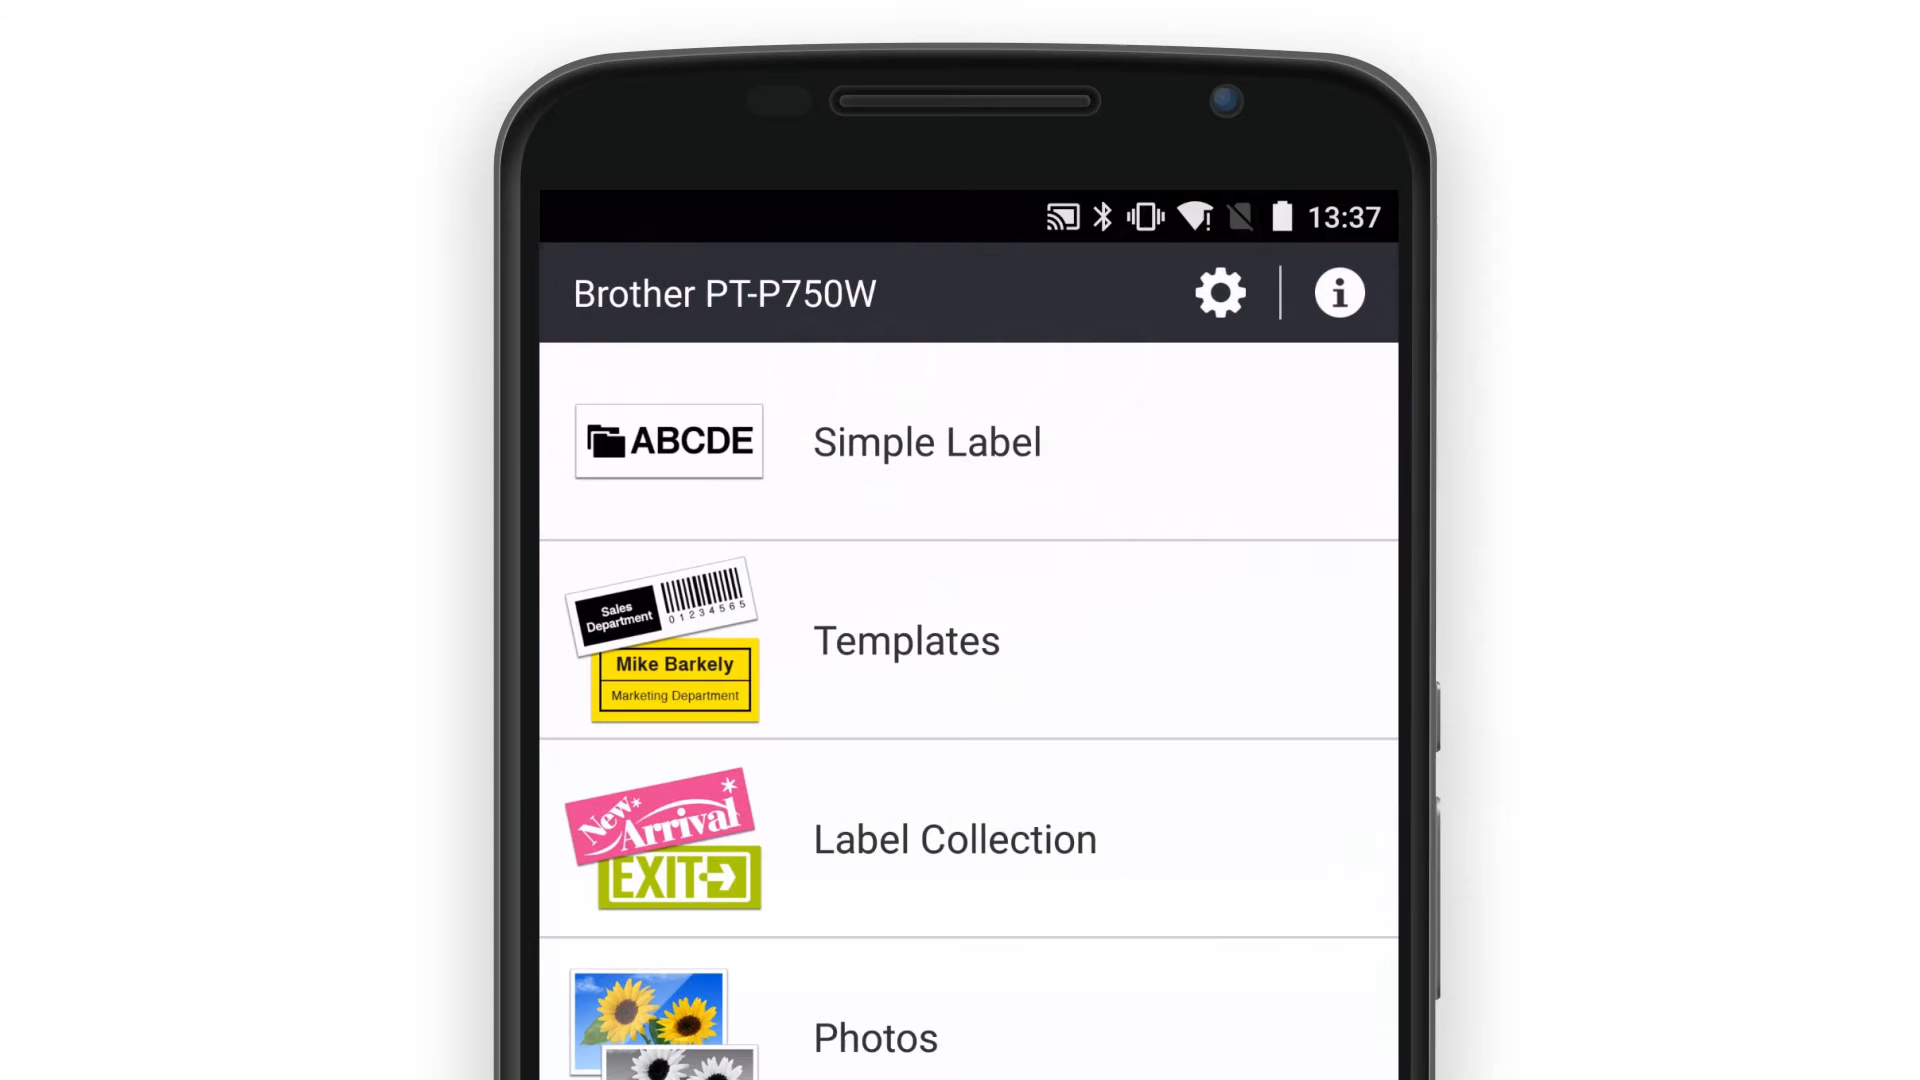 13:37
Brother PT-P750W
ABCDE
Simple Label
Sales
Department
01234565
Mike Barkely
Marketing Department
Templates
New
Arrival
EXIT
Label Collection
Photos